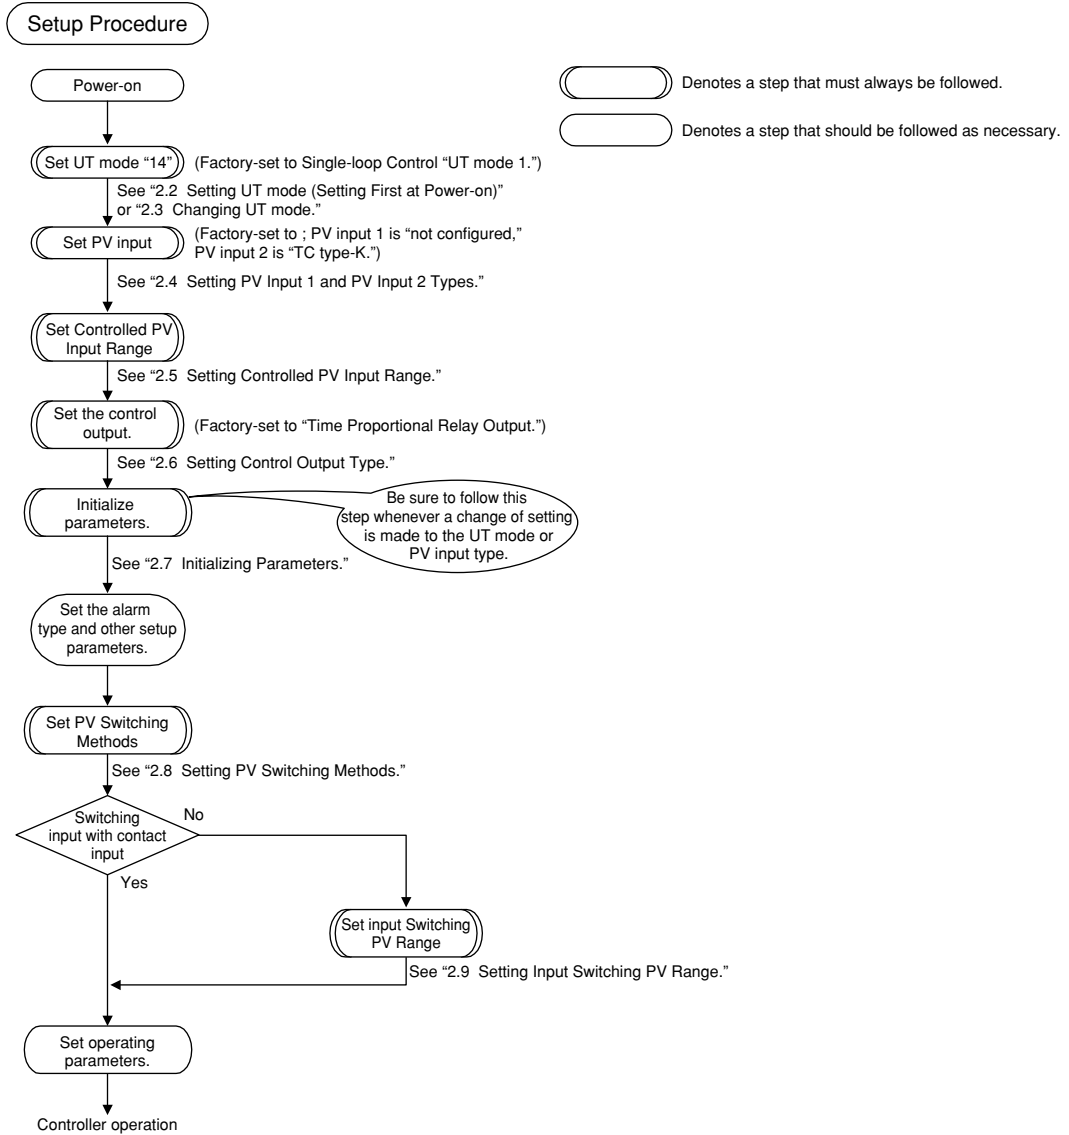 Setup Procedure
Power-on
Denotes a step that must always be followed.
Denotes a step that should be followed as necessary.
Set UT mode “14”
(Factory-set to Single-loop Control “UT mode 1.”)
See “2.2 Setting UT mode (Setting First at Power-on)”
or “2.3 Changing UT mode.”
Set PV input
(Factory-set to ; PV input 1 is “not configured,”
PV input 2 is “TC type-K.”)
See “2.4 Setting PV Input 1 and PV Input 2 Types.”
Set Controlled PV
Input Range
See “2.5 Setting Controlled PV Input Range.”
Set the control
output.
(Factory-set to “Time Proportional Relay Output.”)
See “2.6 Setting Control Output Type.”
Initialize
parameters.
Be sure to follow this
step whenever a change of setting
is made to the UT mode or
PV input type.
See “2.7 Initializing Parameters.”
Set the alarm
type and other setup
parameters.
Set PV Switching
Methods
See “2.8 Setting PV Switching Methods.”
Switching
input with contact
input
No
Yes
Set input Switching
PV Range
See “2.9 Setting Input Switching PV Range.”
Set operating
parameters.
Controller operation